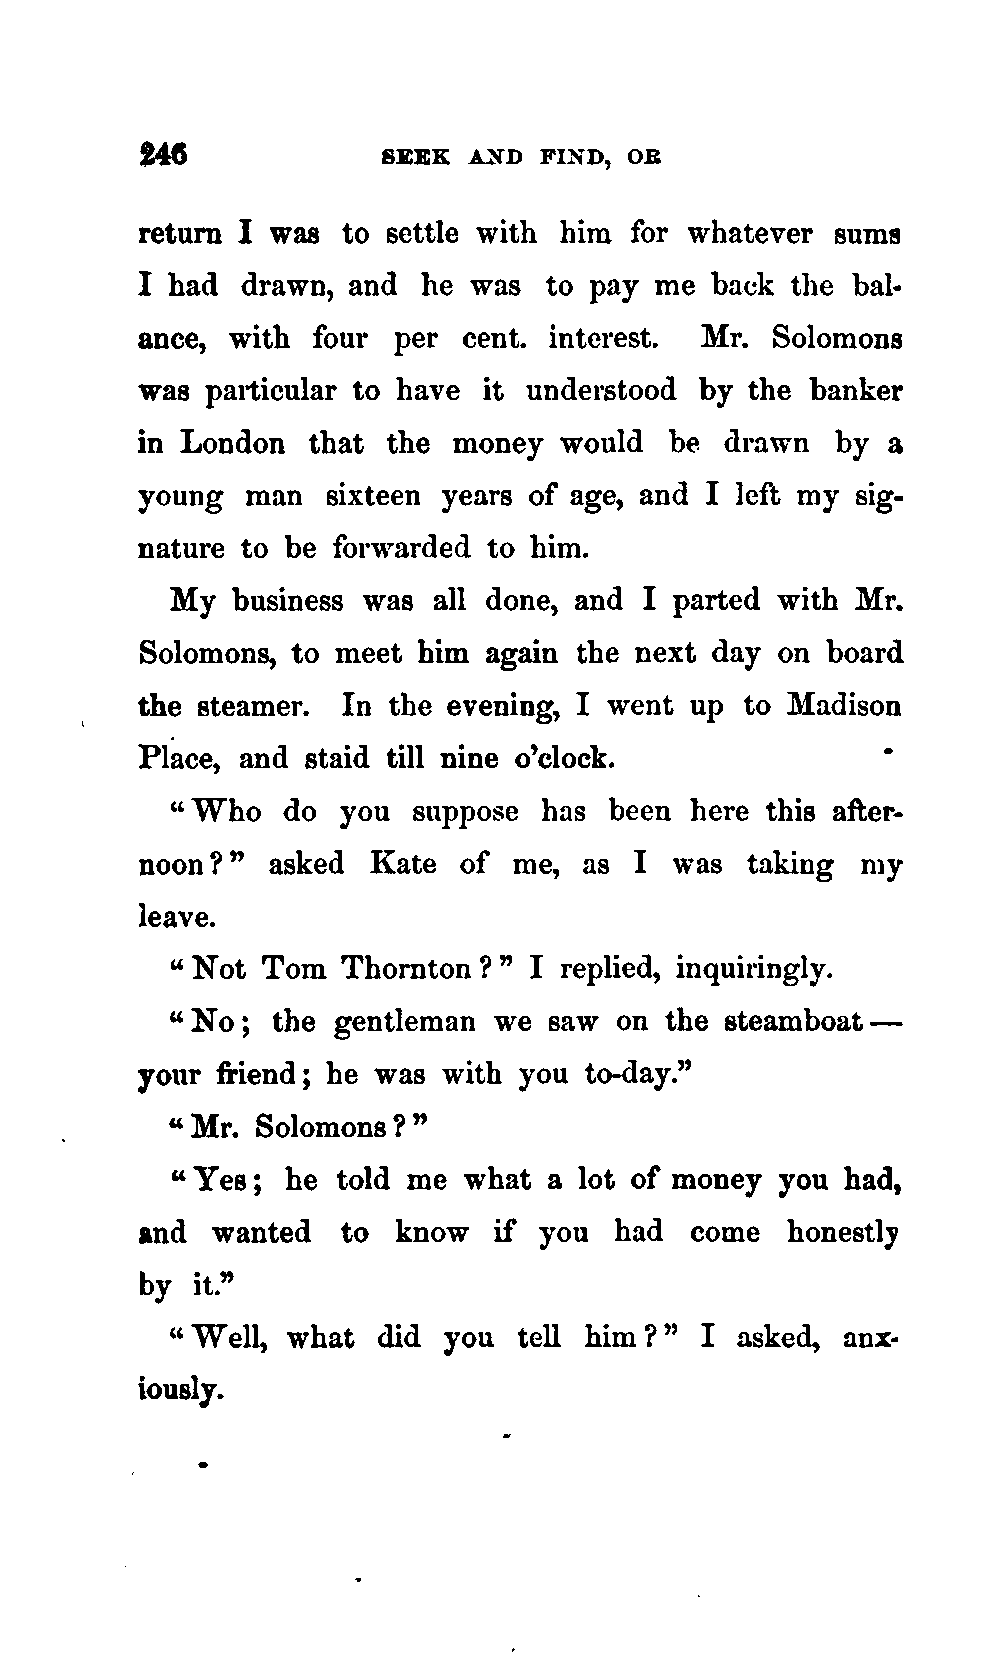 246 SEEK AND FIND, OR
return I was to settle with him for whatever sums
I had drawn, and he was to pay me back the bal-
ance, with four per cent. interest. Mr. Solomons
was particular to have it understood by the banker
in London that the money would be drawn by a
young man sixteen years of age, and I left my sig-
nature to be forwarded to him.
My business was all done, and I parted with Mr.
Solomons, to meet him again the next day on board
the steamer. In the evening, I went up to Madison
Place, and staid till nine o’clock.
“Who do you suppose has been here this after-
noon?” asked Kate of me, as I was taking my
leave.
“Not Tom Thornton?” I replied, inquiringly.
“No; the gentleman we saw on the steamboat —
your friend; he was with you to-day.”
“Mr. Solomons?”
“Yes; he told me what a lot of money you had,
and wanted to know if you had come honestly
by it.”
“Well, what did you tell him?” I asked, anx-
iously.